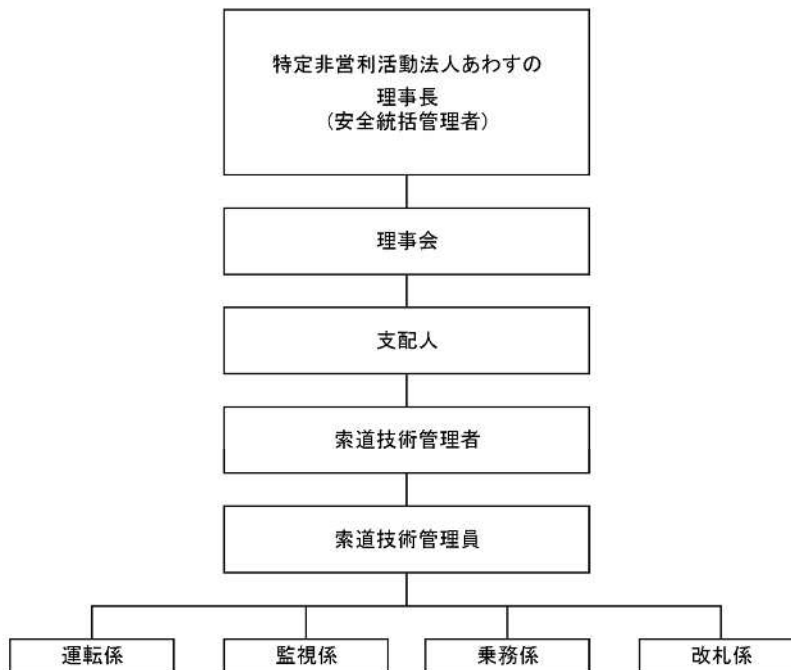 特定非営利活動法人あわすの
理事長
（安全統括管理者）
理事会
支配人
索道技術管理者
索道技術管理員
運転係
監視係
乗務係
改札係